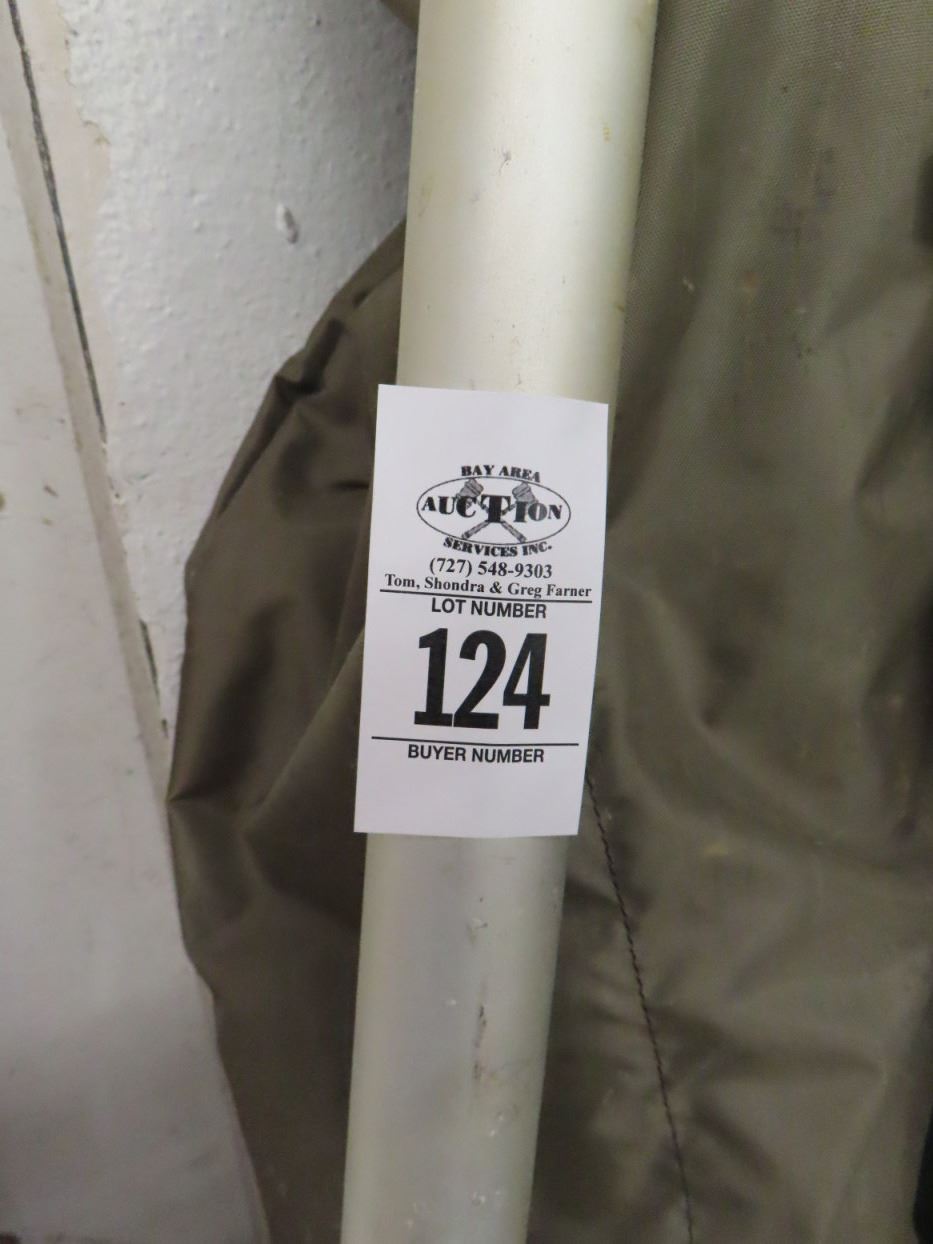 BAY AREA
AUCTION
SERVICES INC.
(727) 548-9303
Tom, Shondra & Greg Farner
LOT NUMBER
124
BUYER NUMBER